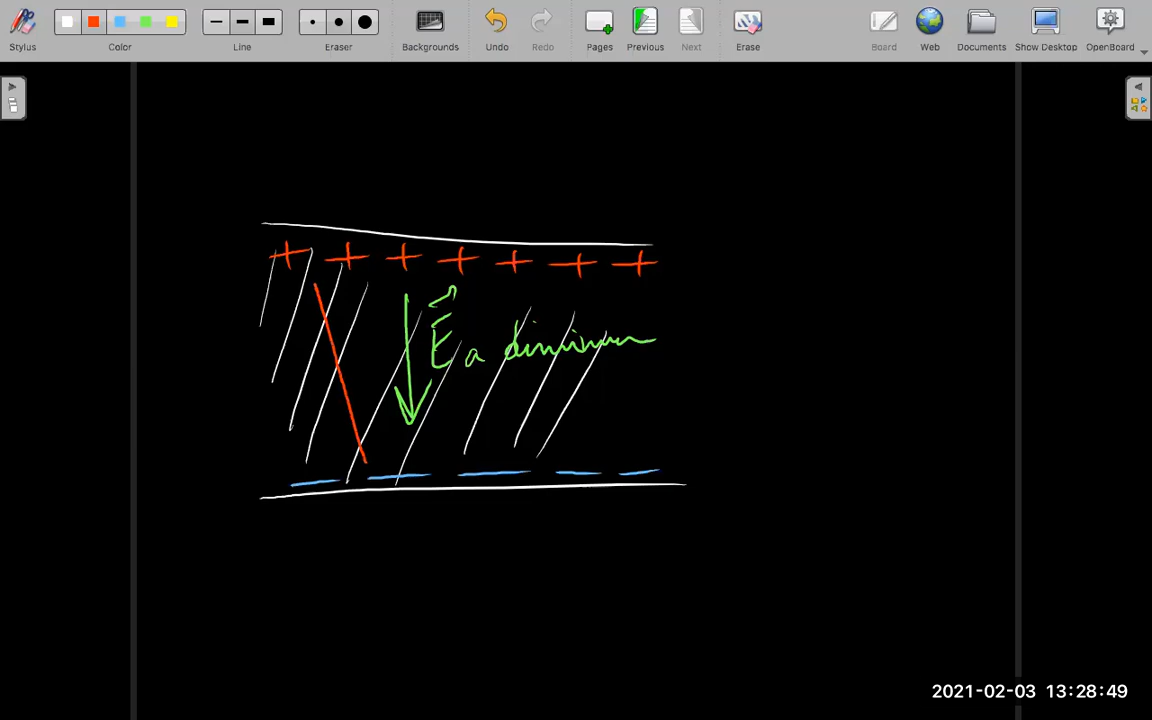 Stylus Color Line Eraser Backgrounds Undo Redo Pages Previous Next Erase Board Web Documents Show Desktop OpenBoard
+ + + + + + +
E a diminuer
2021-02-03 13:28:49